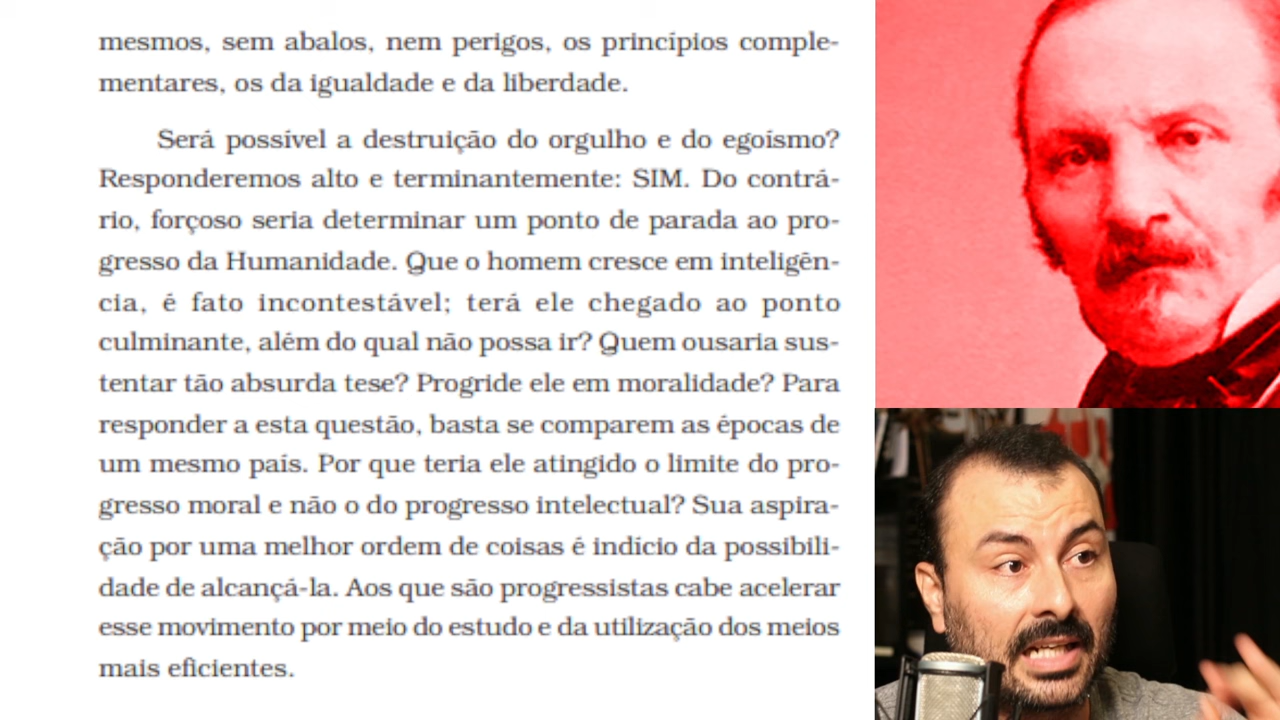 mesmos, sem abalos, nem perigos, os princípios comple-
mentares, os da igualdade e da liberdade.
Será possível a destruição do orgulho e do egoísmo?
Responderemos alto e terminantemente: SIM. Do contrá-
rio, forçoso seria determinar um ponto de parada ao pro-
gresso da Humanidade. Que o homem cresce em inteligên-
cia, é fato incontestável; terá ele chegado ao ponto
culminante, além do qual não possa ir? Quem ousaria sus-
tentar tão absurda tese? Progride ele em moralidade? Para
responder a esta questão, basta se comparem as épocas de
um mesmo país. Por que teria ele atingido o limite do pro-
gresso moral e não o do progresso intelectual? Sua aspira-
ção por uma melhor ordem de coisas é indício da possibili-
dade de alcançá-la. Aos que são progressistas cabe acelerar
esse movimento por meio do estudo e da utilização dos meios
mais eficientes.